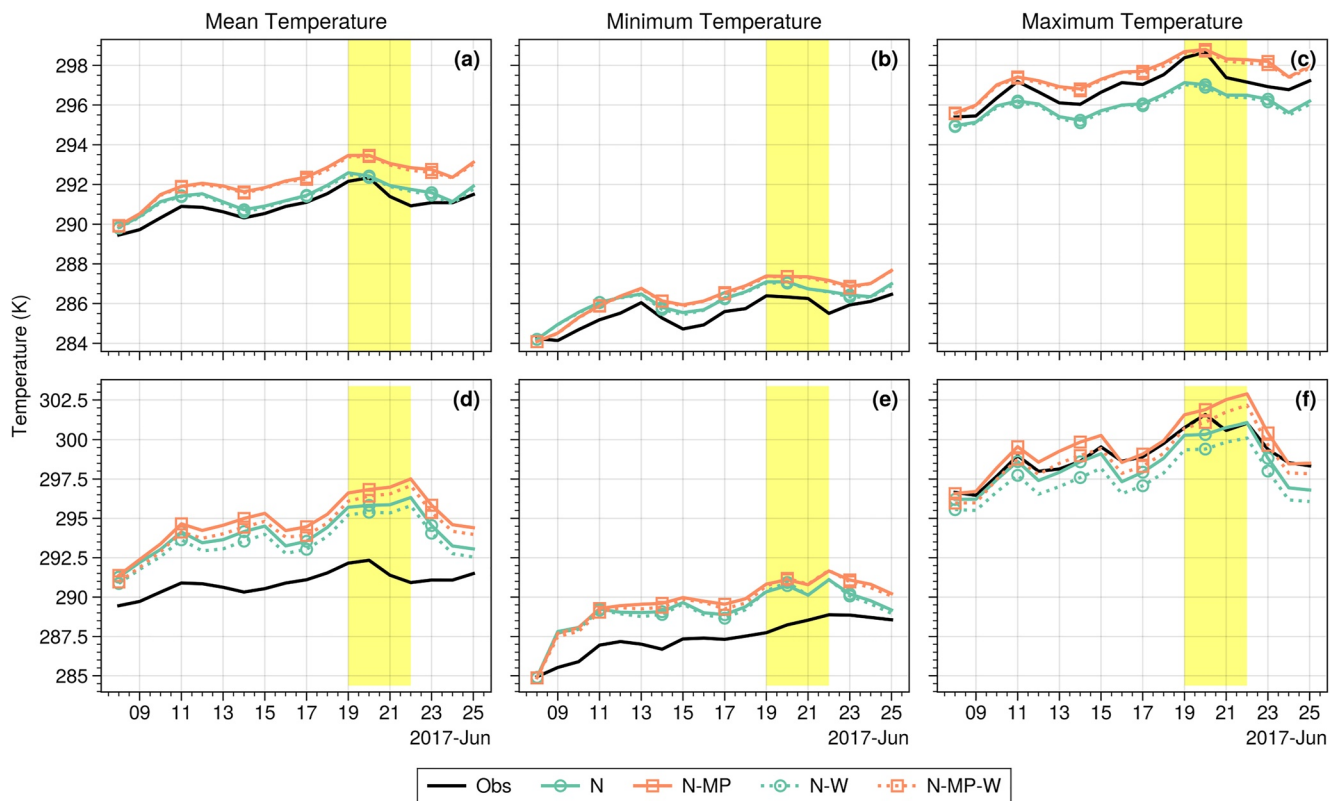 Mean Temperature Minimum Temperature Maximum Temperature
298 (a) (b) (c)
296
294
292
290
288
286
284
Temperature (K)
302.5 (d) (e) (f)
300
297.5
295
292.5
290
287.5
285
09 11 13 15 17 19 21 23 25 09 11 13 15 17 19 21 23 25 09 11 13 15 17 19 21 23 25
2017-Jun 2017-Jun 2017-Jun
Obs N N-MP N-W N-MP-W